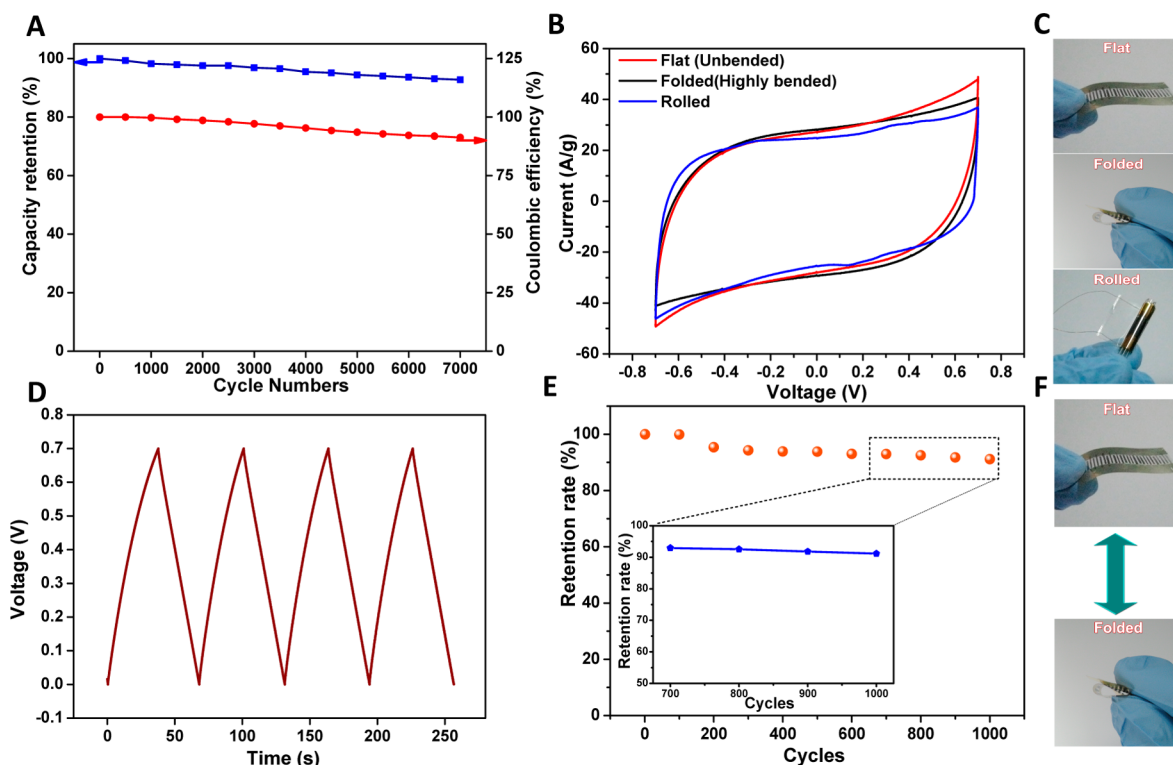 A
Capacity retention (%)
100
80
60
40
20
0
125
100
75
50
25
0
Coulombic efficiency (%)
0 1000 2000 3000 4000 5000 6000 7000
Cycle Numbers
B
Current (A/g)
60
40
20
0
-20
-40
-60
Flat (Unbended)
Folded(Highly bended)
Rolled
-0.8 -0.6 -0.4 -0.2 0.0 0.2 0.4 0.6 0.8
Voltage (V)
C
Flat
Folded
Rolled
D
Voltage (V)
0.8
0.7
0.6
0.5
0.4
0.3
0.2
0.1
0.0
-0.1
0 50 100 150 200 250
Time (s)
E
Retention rate (%)
100
80
60
40
20
0
Retention rate (%)
100
90
80
70
60
50
700 800 900 1000
Cycles
0 200 400 600 800 1000
Cycles
F
Flat
Folded